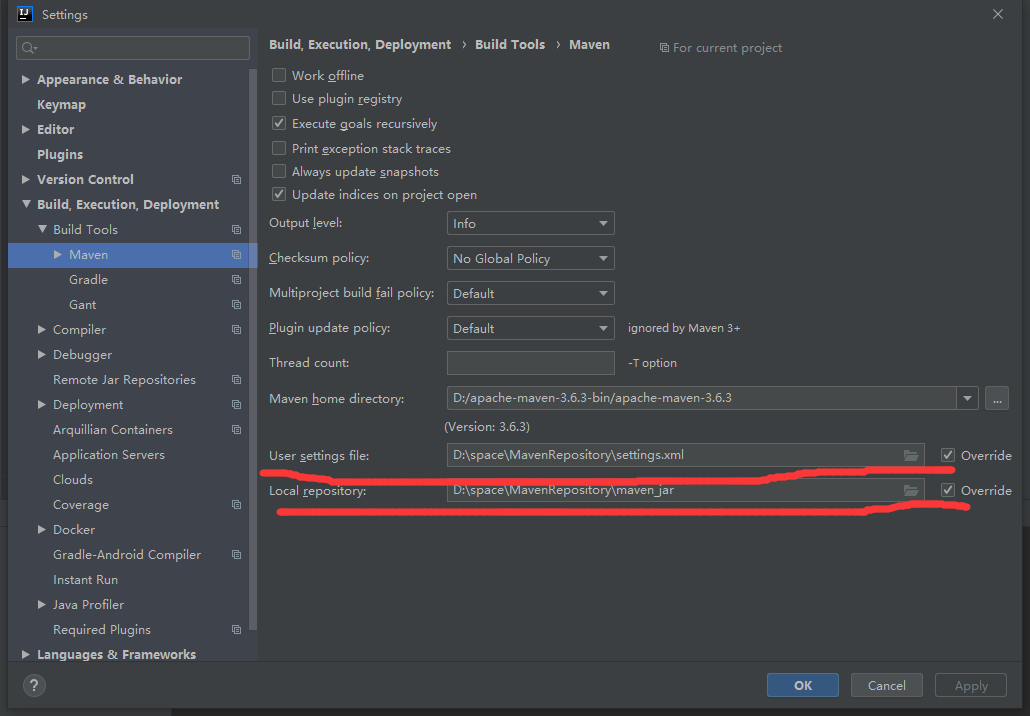 Settings
Build, Execution, Deployment › Build Tools › Maven
For current project
Appearance & Behavior
Keymap
Editor
Plugins
Version Control
Build, Execution, Deployment
Build Tools
Maven
Gradle
Gant
Compiler
Debugger
Remote Jar Repositories
Deployment
Arquillian Containers
Application Servers
Clouds
Coverage
Docker
Gradle-Android Compiler
Instant Run
Java Profiler
Required Plugins
Languages & Frameworks
Work offline
Use plugin registry
Execute goals recursively
Print exception stack traces
Always update snapshots
Update indices on project open
Output level: Info
Checksum policy: No Global Policy
Multiproject build fail policy: Default
Plugin update policy: Default ignored by Maven 3+
Thread count: -T option
Maven home directory: D:/apache-maven-3.6.3-bin/apache-maven-3.6.3 ...
(Version: 3.6.3)
User settings file: D:\space\MavenRepository\settings.xml Override
Local repository: D:\space\MavenRepository\maven_jar Override
? OK Cancel Apply